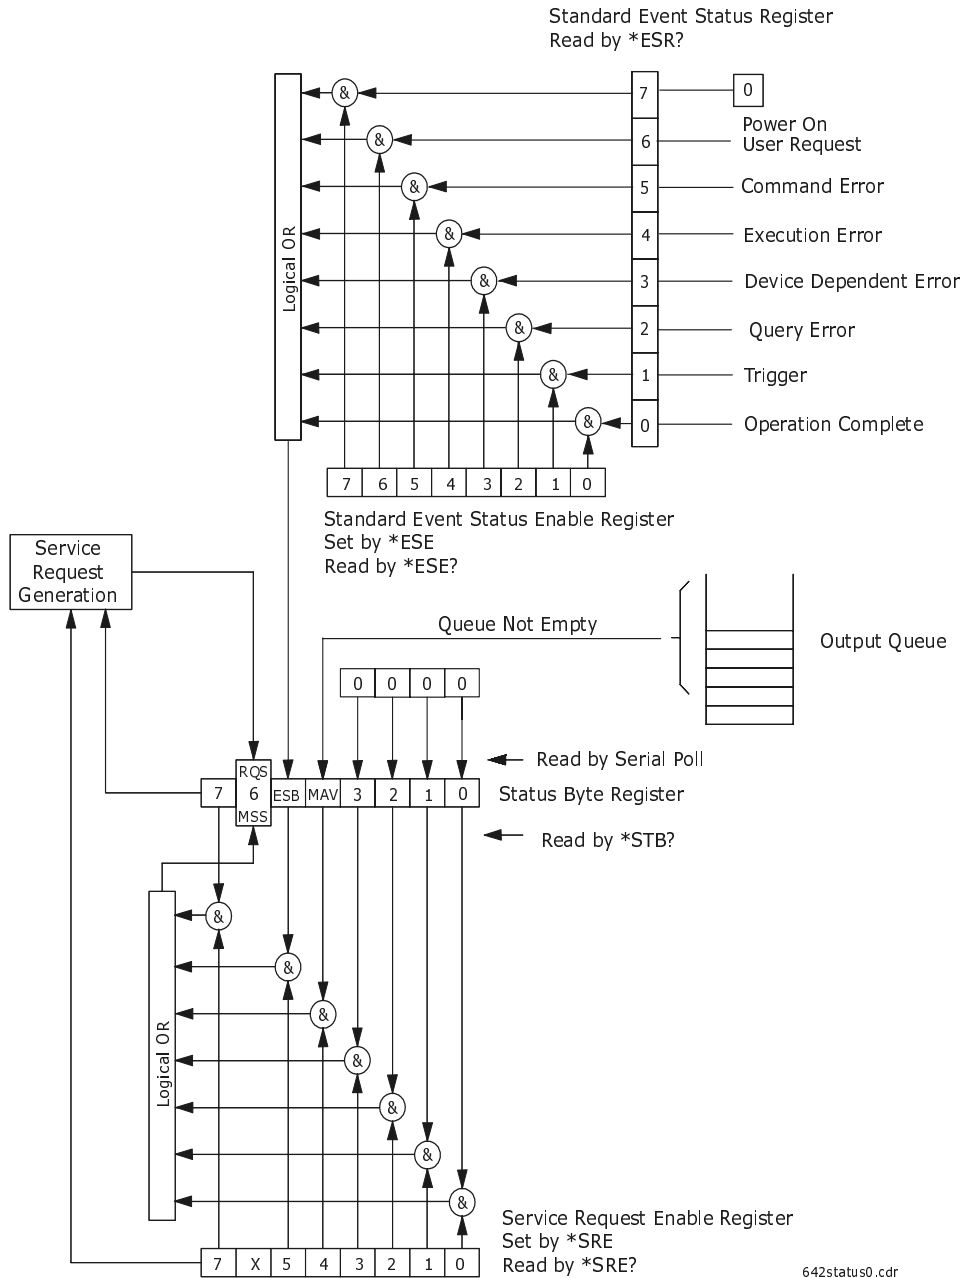 Standard Event Status Register
Read by *ESR?
& 7 0
Power On
& 6 User Request
& 5 Command Error
& 4 Execution Error
Logical OR
& 3 Device Dependent Error
& 2 Query Error
& 1 Trigger
& 0 Operation Complete
7 6 5 4 3 2 1 0
Standard Event Status Enable Register
Set by *ESE
Read by *ESE?
Service
Request
Generation
Queue Not Empty
Output Queue
0 0 0 0
Read by Serial Poll
RQS
7 6 ESB MAV 3 2 1 0 Status Byte Register
MSS
Read by *STB?
&
&
&
Logical OR
&
&
&
&
Service Request Enable Register
Set by *SRE
7 X 5 4 3 2 1 0 Read by *SRE?
642status0.cdr